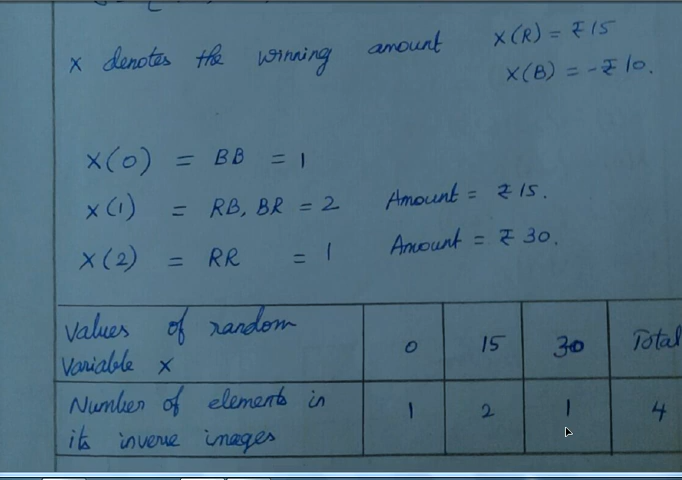 X denotes the winning amount X(R) = ₹15
X(B) = -₹10.
X(0) = BB = 1
X(1) = RB, BR = 2 Amount = ₹15.
X(2) = RR = 1 Amount = ₹30.
Values of random
Variable X 0 15 30 Total
Number of elements in
its inverse images 1 2 1 4